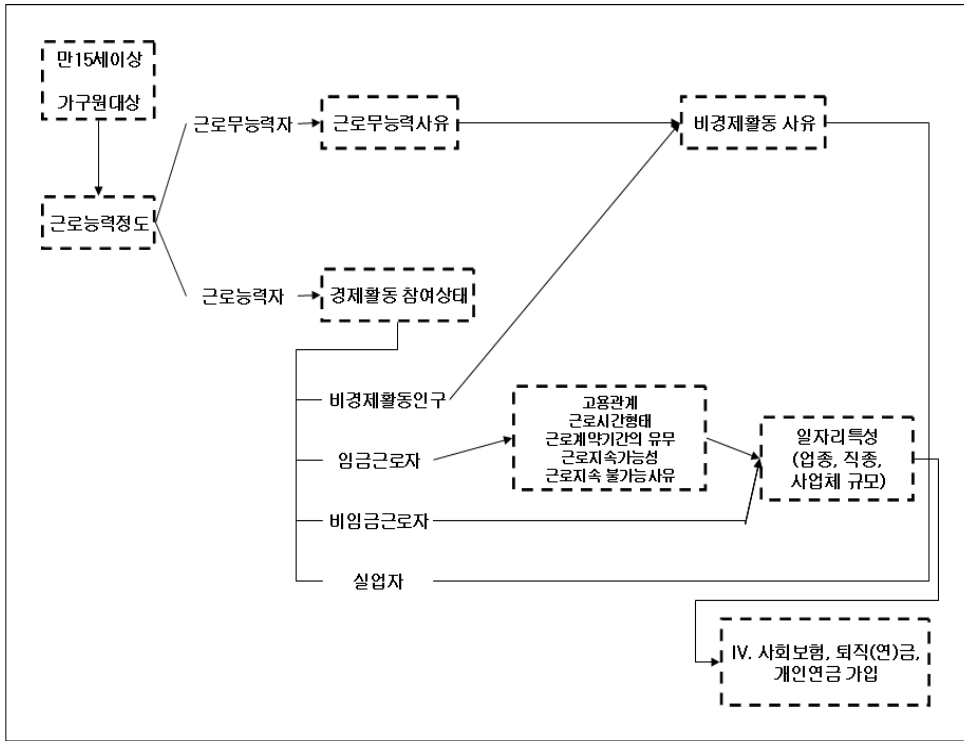 만15세이상
가구원대상
근로무능력자
근로무능력사유
비경제활동 사유
근로능력정도
근로능력자
경제활동 참여상태
비경제활동인구
고용관계
근로시간형태
근로계약기간의 유무
근로지속가능성
근로지속 불가능사유
일자리특성
(업종, 직종,
사업체 규모)
임금근로자
비임금근로자
실업자
Ⅳ. 사회보험, 퇴직(연)금,
개인연금 가입